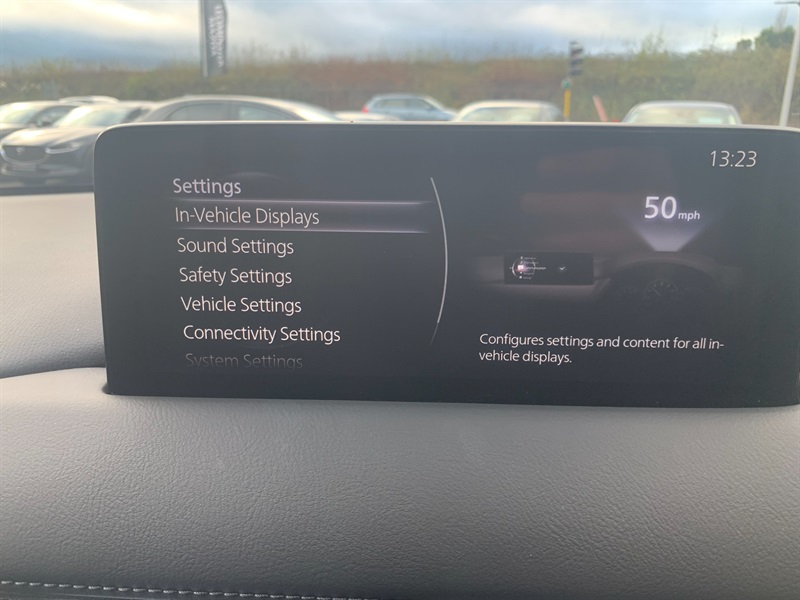 13:23
Settings
In-Vehicle Displays
Sound Settings
Safety Settings
Vehicle Settings
Connectivity Settings
System Settings
50 mph
Configures settings and content for all in-
vehicle displays.